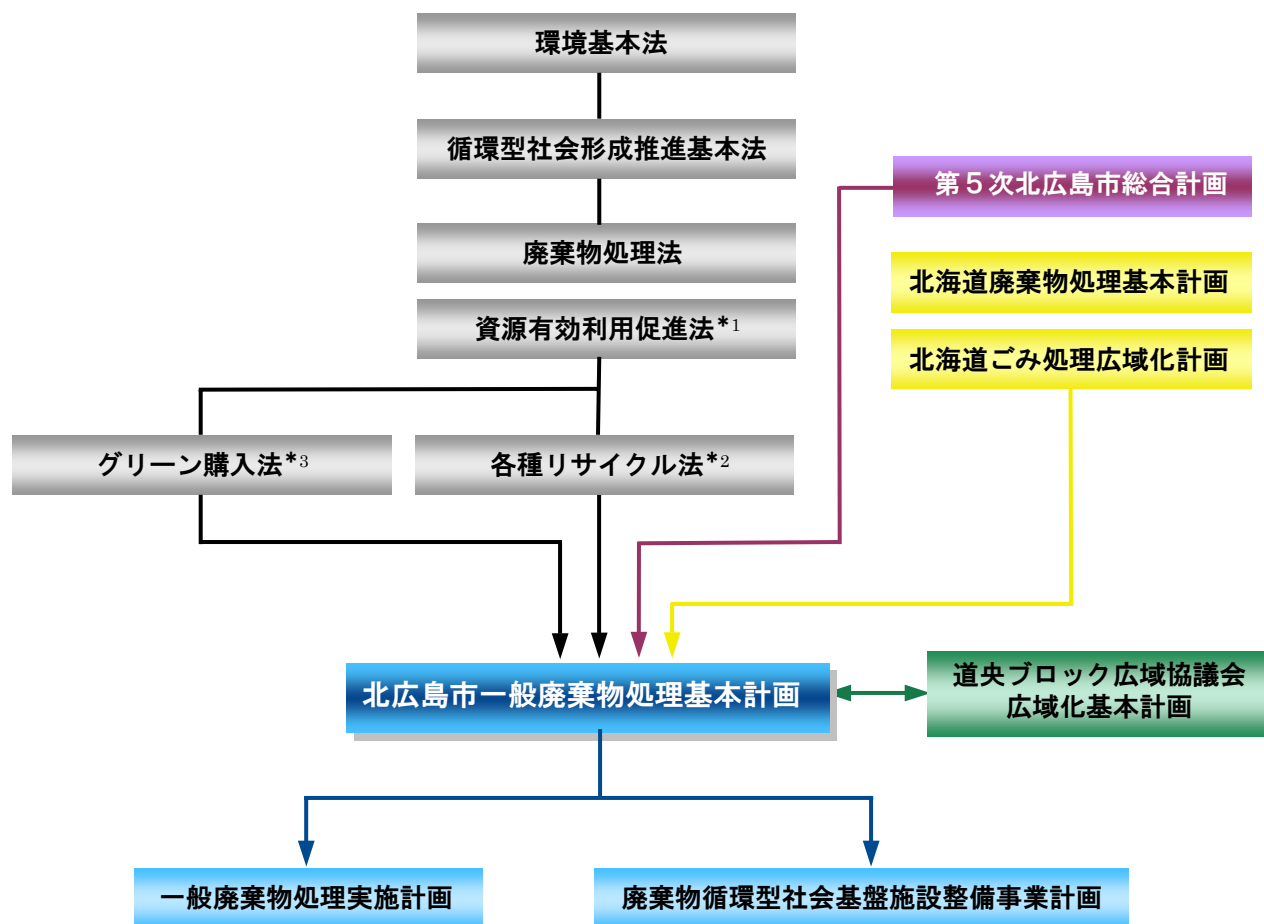 環境基本法
循環型社会形成推進基本法
第5次北広島市総合計画
廃棄物処理法
北海道廃棄物処理基本計画
資源有効利用促進法*1
北海道ごみ処理広域化計画
グリーン購入法*3
各種リサイクル法*2
北広島市一般廃棄物処理基本計画
道央ブロック広域協議会
広域化基本計画
一般廃棄物処理実施計画
廃棄物循環型社会基盤施設整備事業計画